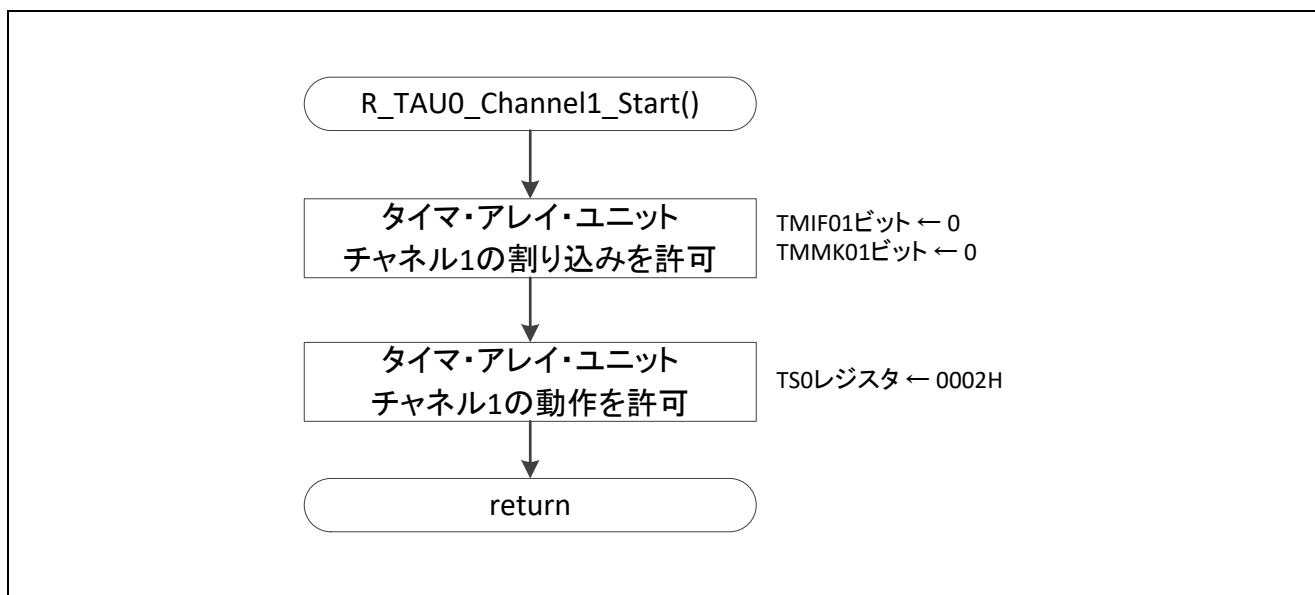 R_TAU0_Channel1_Start()
タイマ・アレイ・ユニット
チャネル1の割り込みを許可
TMIF01ビット ← 0
TMMK01ビット ← 0
タイマ・アレイ・ユニット
チャネル1の動作を許可
TS0レジスタ ← 0002H
return